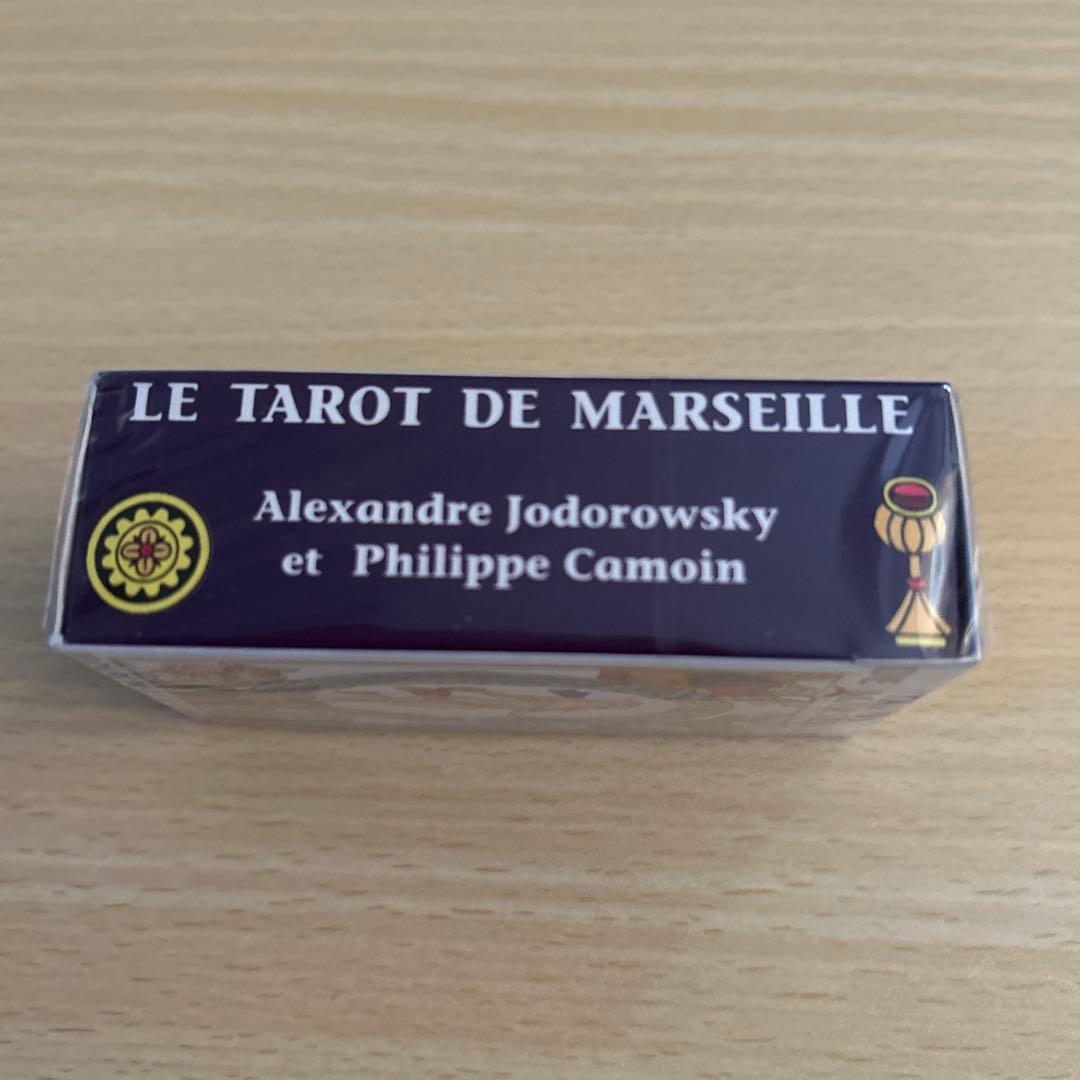 LE TAROT DE MARSEILLE
Alexandre Jodorowsky
et Philippe Camoin